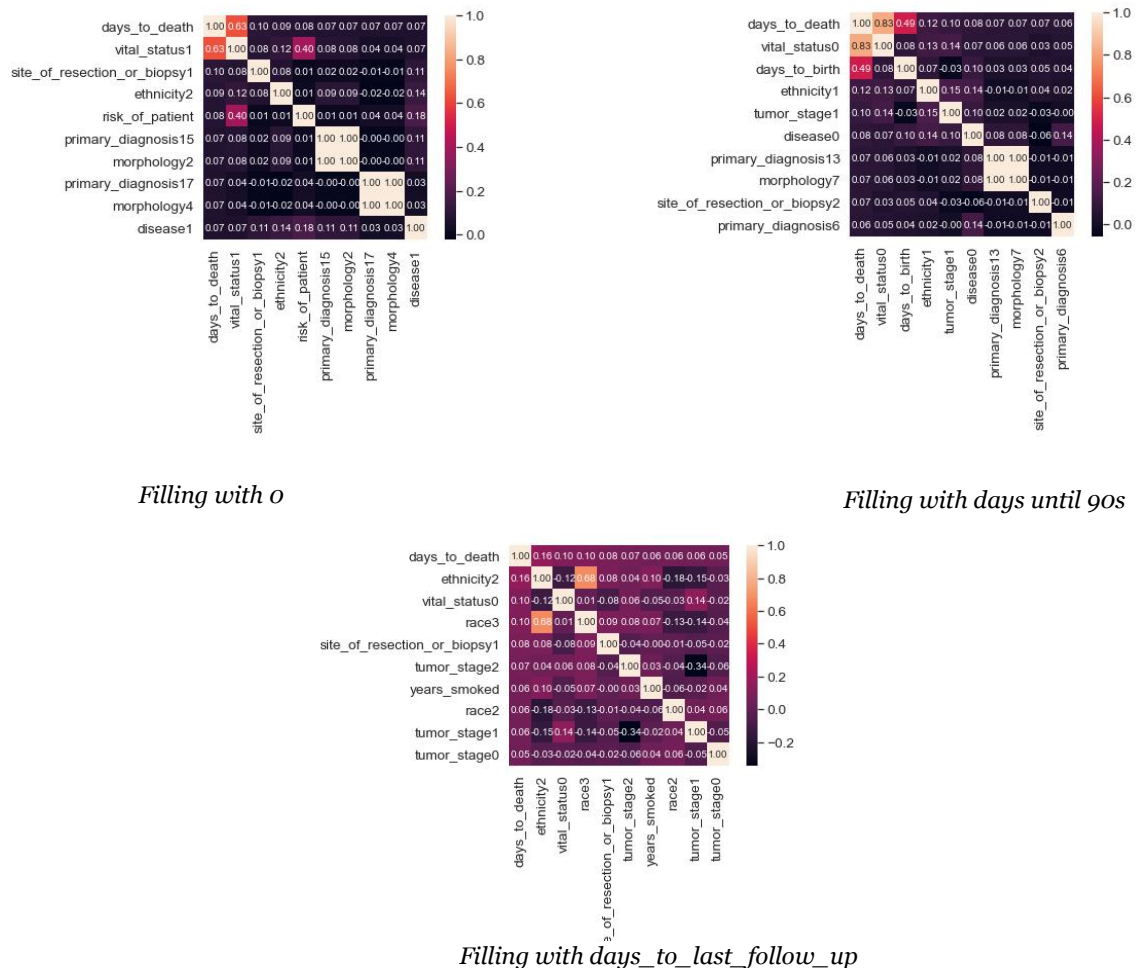 days_to_death 1.00 0.63 0.10 0.09 0.08 0.07 0.07 0.07 0.07 0.07
vital_status1 0.63 1.00 0.08 0.12 0.40 0.08 0.08 0.04 0.04 0.07
site_of_resection_or_biopsy1 0.10 0.08 1.00 0.08 0.01 0.02 0.02 -0.01 -0.01 0.11
ethnicity2 0.09 0.12 0.08 1.00 0.01 0.09 0.09 -0.02 -0.02 0.14
risk_of_patient 0.08 0.40 0.01 0.01 1.00 0.01 0.01 0.04 0.04 0.18
primary_diagnosis15 0.07 0.08 0.02 0.09 0.01 1.00 1.00 -0.00 -0.00 0.11
morphology2 0.07 0.08 0.02 0.09 0.01 1.00 1.00 -0.00 -0.00 0.11
primary_diagnosis17 0.07 0.04 -0.01 -0.02 0.04 -0.00 -0.00 1.00 1.00 0.03
morphology4 0.07 0.04 -0.01 -0.02 0.04 -0.00 -0.00 1.00 1.00 0.03
disease1 0.07 0.07 0.11 0.14 0.18 0.11 0.11 0.03 0.03 1.00
days_to_death
vital_status1
site_of_resection_or_biopsy1
ethnicity2
risk_of_patient
primary_diagnosis15
morphology2
primary_diagnosis17
morphology4
disease1
1.0
0.8
0.6
0.4
0.2
0.0
Filling with 0
days_to_death 1.00 0.83 0.49 0.12 0.10 0.08 0.07 0.07 0.07 0.06
vital_status0 0.83 1.00 0.08 0.13 0.14 0.07 0.06 0.06 0.03 0.05
days_to_birth 0.49 0.08 1.00 0.07 -0.03 0.10 0.03 0.03 0.05 0.04
ethnicity1 0.12 0.13 0.07 1.00 0.15 0.14 -0.01 -0.01 0.04 0.02
tumor_stage1 0.10 0.14 -0.03 0.15 1.00 0.10 0.02 0.02 -0.03 -0.00
disease0 0.08 0.07 0.10 0.14 0.10 1.00 0.08 0.08 -0.06 0.14
primary_diagnosis13 0.07 0.06 0.03 -0.01 0.02 0.08 1.00 1.00 -0.01 -0.01
morphology7 0.07 0.06 0.03 -0.01 0.02 0.08 1.00 1.00 -0.01 -0.01
site_of_resection_or_biopsy2 0.07 0.03 0.05 0.04 -0.03 -0.06 -0.01 -0.01 1.00 -0.01
primary_diagnosis6 0.06 0.05 0.04 0.02 -0.00 0.14 -0.01 -0.01 -0.01 1.00
days_to_death
vital_status0
days_to_birth
ethnicity1
tumor_stage1
disease0
primary_diagnosis13
morphology7
site_of_resection_or_biopsy2
primary_diagnosis6
1.0
0.8
0.6
0.4
0.2
0.0
Filling with days until 90s
days_to_death 1.00 0.16 0.10 0.10 0.08 0.07 0.06 0.06 0.06 0.05
ethnicity2 0.16 1.00 -0.12 0.68 0.08 0.04 0.10 -0.18 -0.15 -0.03
vital_status0 0.10 -0.12 1.00 0.01 -0.08 0.06 -0.05 -0.03 0.14 -0.02
race3 0.10 0.68 0.01 1.00 0.09 0.08 0.07 -0.13 -0.14 -0.04
site_of_resection_or_biopsy1 0.08 0.08 -0.08 0.09 1.00 -0.04 -0.00 -0.01 -0.05 -0.02
tumor_stage2 0.07 0.04 0.06 0.08 -0.04 1.00 0.03 -0.04 -0.34 -0.06
years_smoked 0.06 0.10 -0.05 0.07 -0.00 0.03 1.00 -0.06 -0.02 0.04
race2 0.06 -0.18 -0.03 -0.13 -0.01 -0.04 -0.06 1.00 0.04 0.06
tumor_stage1 0.06 -0.15 0.14 -0.14 -0.05 -0.34 -0.02 0.04 1.00 -0.05
tumor_stage0 0.05 -0.03 -0.02 -0.04 -0.02 -0.06 0.04 0.06 -0.05 1.00
days_to_death
ethnicity2
vital_status0
race3
e_of_resection_or_biopsy1
tumor_stage2
years_smoked
race2
tumor_stage1
tumor_stage0
1.0
0.8
0.6
0.4
0.2
0.0
−0.2
Filling with days_to_last_follow_up